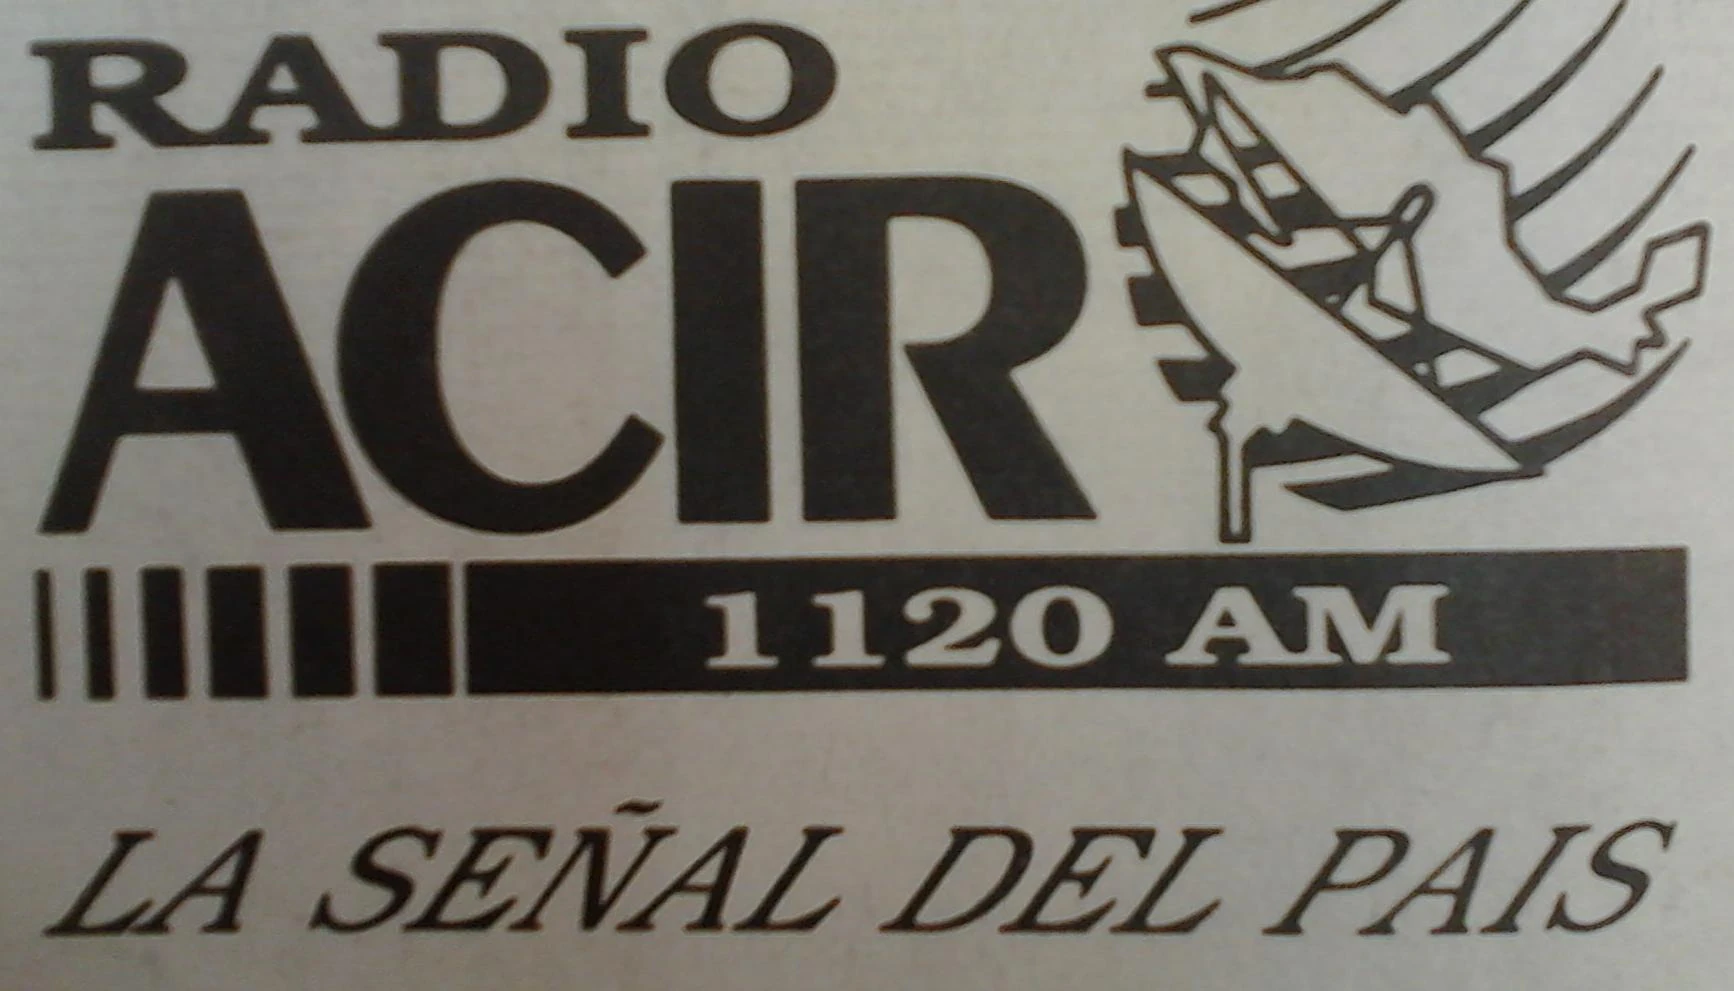 RADIO
ACIR
1120 AM
LA SEÑAL DEL PAIS